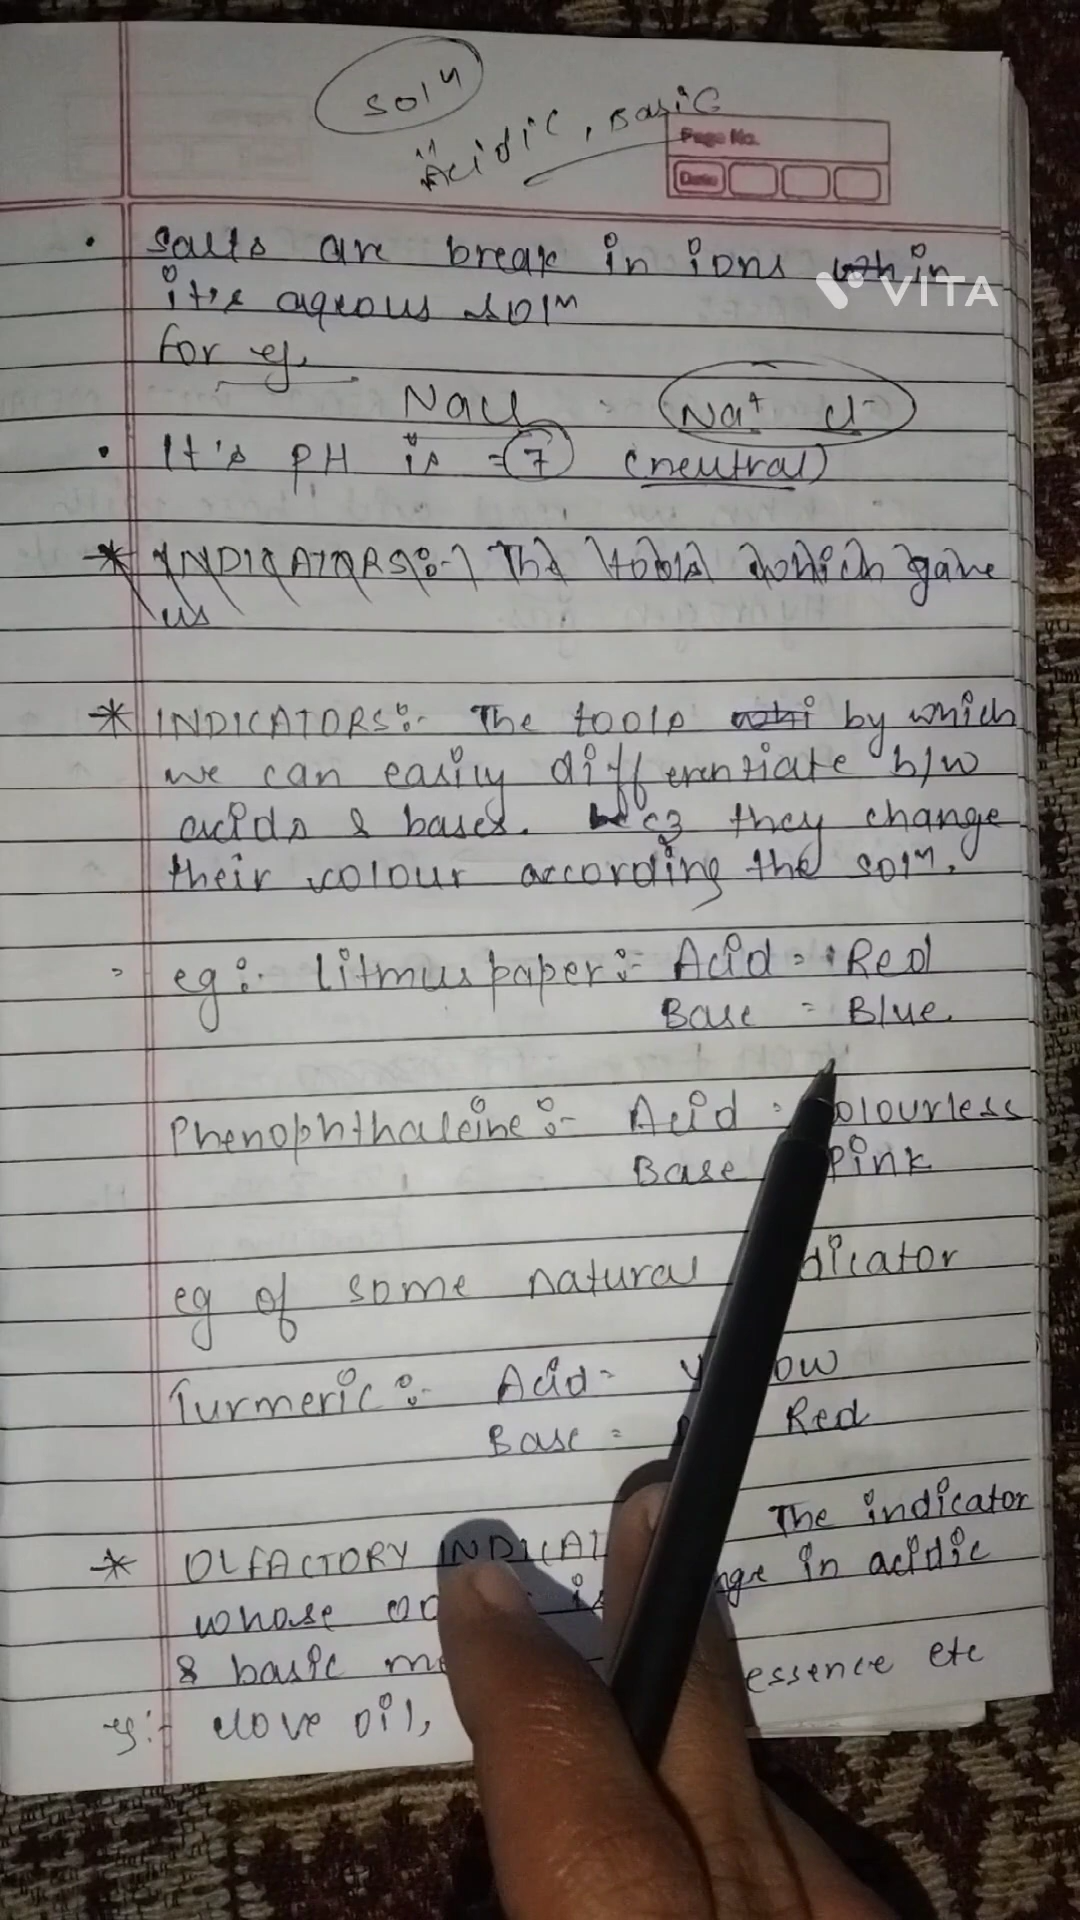 soln
Acidic, Basic
Page No.
Date
• Salts are break in ions in
it's aqeous soln
VITA
for eg.
NaCl Na+ Cl-
• It's PH is = 7 (neutral)
* INDICATORS:- The tools which gave
us
* INDICATORS:- The tools by which
we can easily differentiate b/w
acids & bases. bcz they change
their colour according the soln.
eg:- litmus paper:- Acid = Red
Base = Blue.
Phenophthaleine:- Acid = olourless
Base Pink
eg of some natural dicator
Turmeric:- Acid-
Base = Red
* OLFACTORY The indicator
whose in acidic
& basic
eg:- clove oil, essence etc